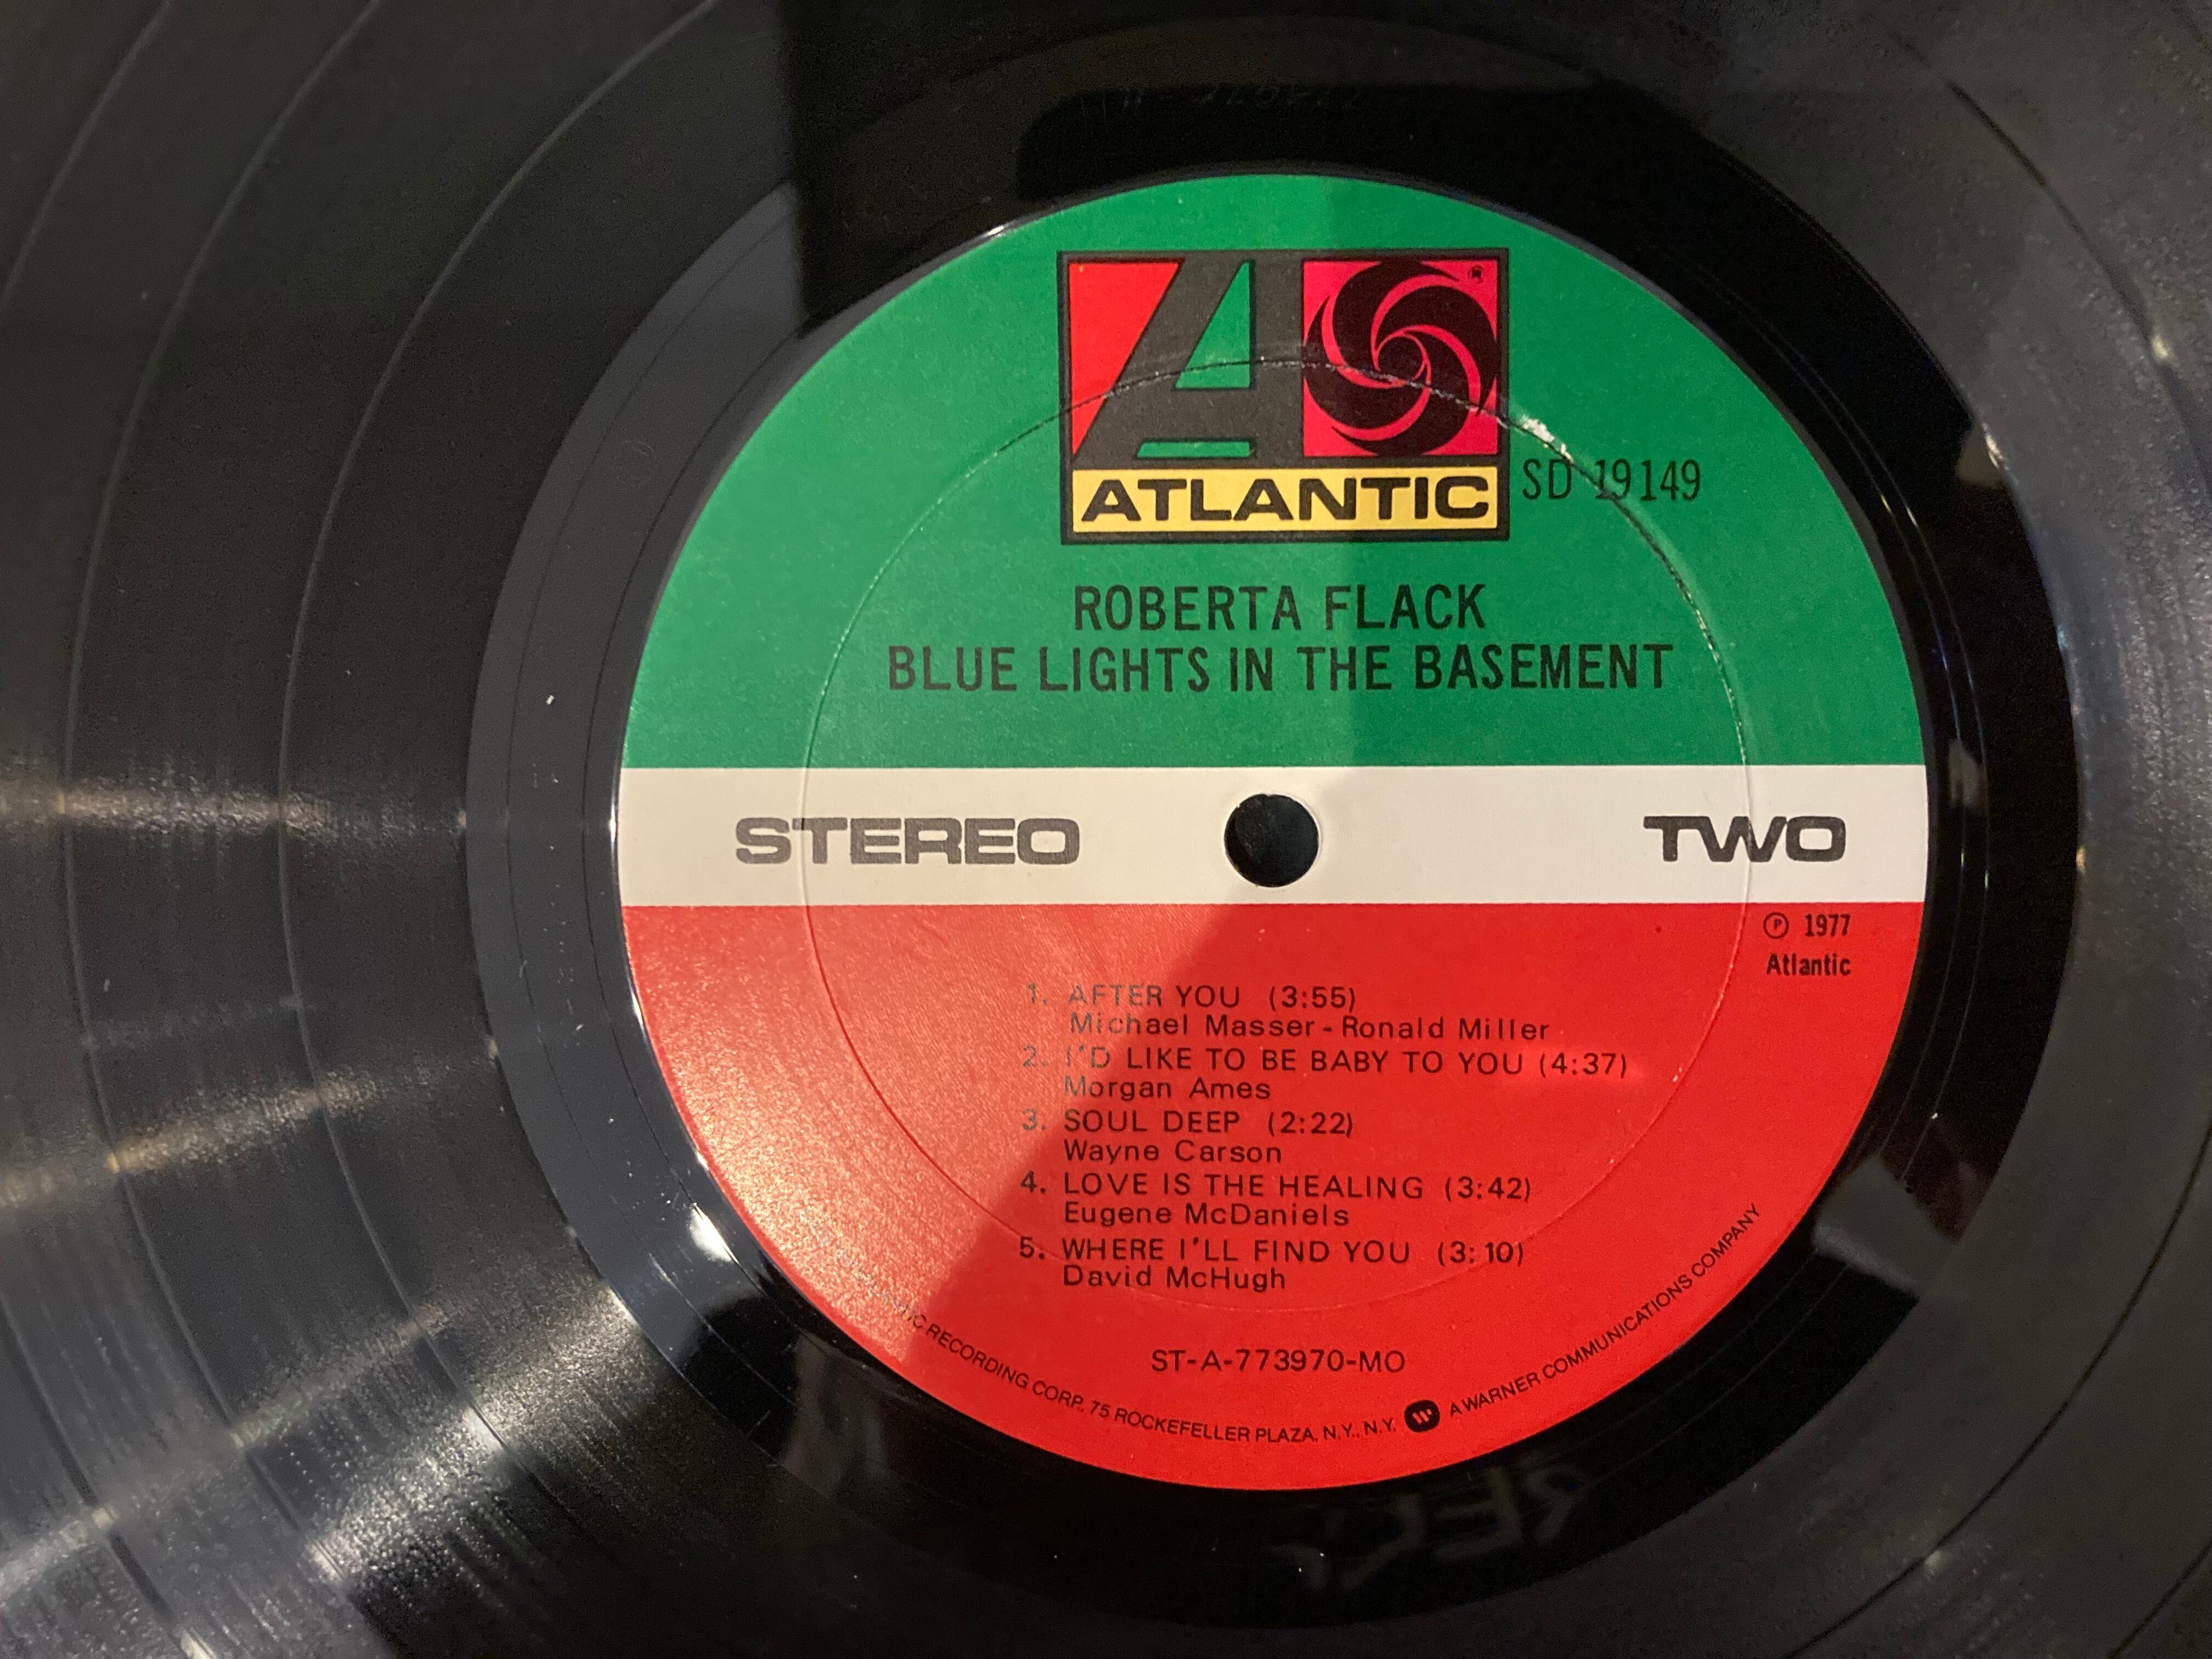 ATLANTIC
SD 19149
ROBERTA FLACK
BLUE LIGHTS IN THE BASEMENT
STEREO TWO
Ⓟ 1977
Atlantic
1. AFTER YOU (3:55)
Michael Masser-Ronald Miller
2. I'D LIKE TO BE BABY TO YOU (4:37)
Morgan Ames
3. SOUL DEEP (2:22)
Wayne Carson
4. LOVE IS THE HEALING (3:42)
Eugene McDaniels
5. WHERE I'LL FIND YOU (3:10)
David McHugh
ST-A-773970-MO
RECORDING CORP., 75 ROCKEFELLER PLAZA, N.Y., N.Y. A WARNER COMMUNICATIONS COMPANY